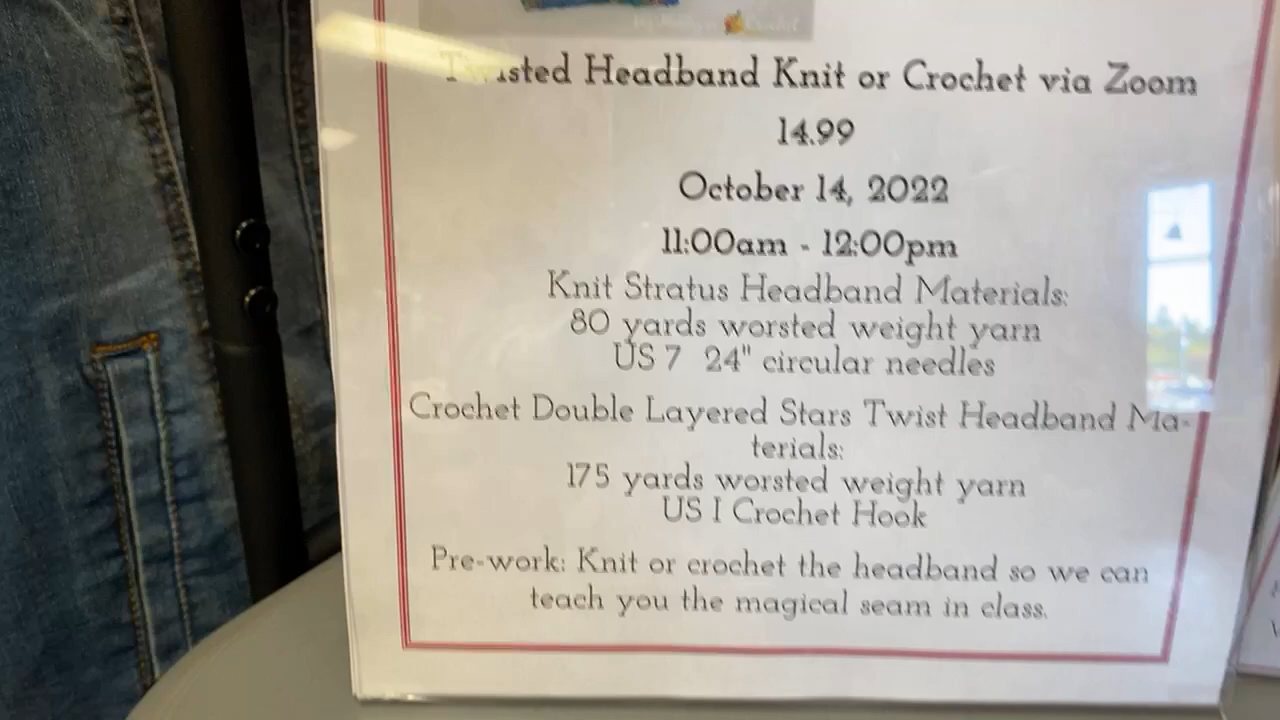 Twisted Headband Knit or Crochet via Zoom
14.99
October 14, 2022
11:00am - 12:00pm
Knit Stratus Headband Materials:
80 yards worsted weight yarn
US 7 24" circular needles
Crochet Double Layered Stars Twist Headband Ma-
terials:
175 yards worsted weight yarn
US I Crochet Hook
Pre-work: Knit or crochet the headband so we can
teach you the magical seam in class.